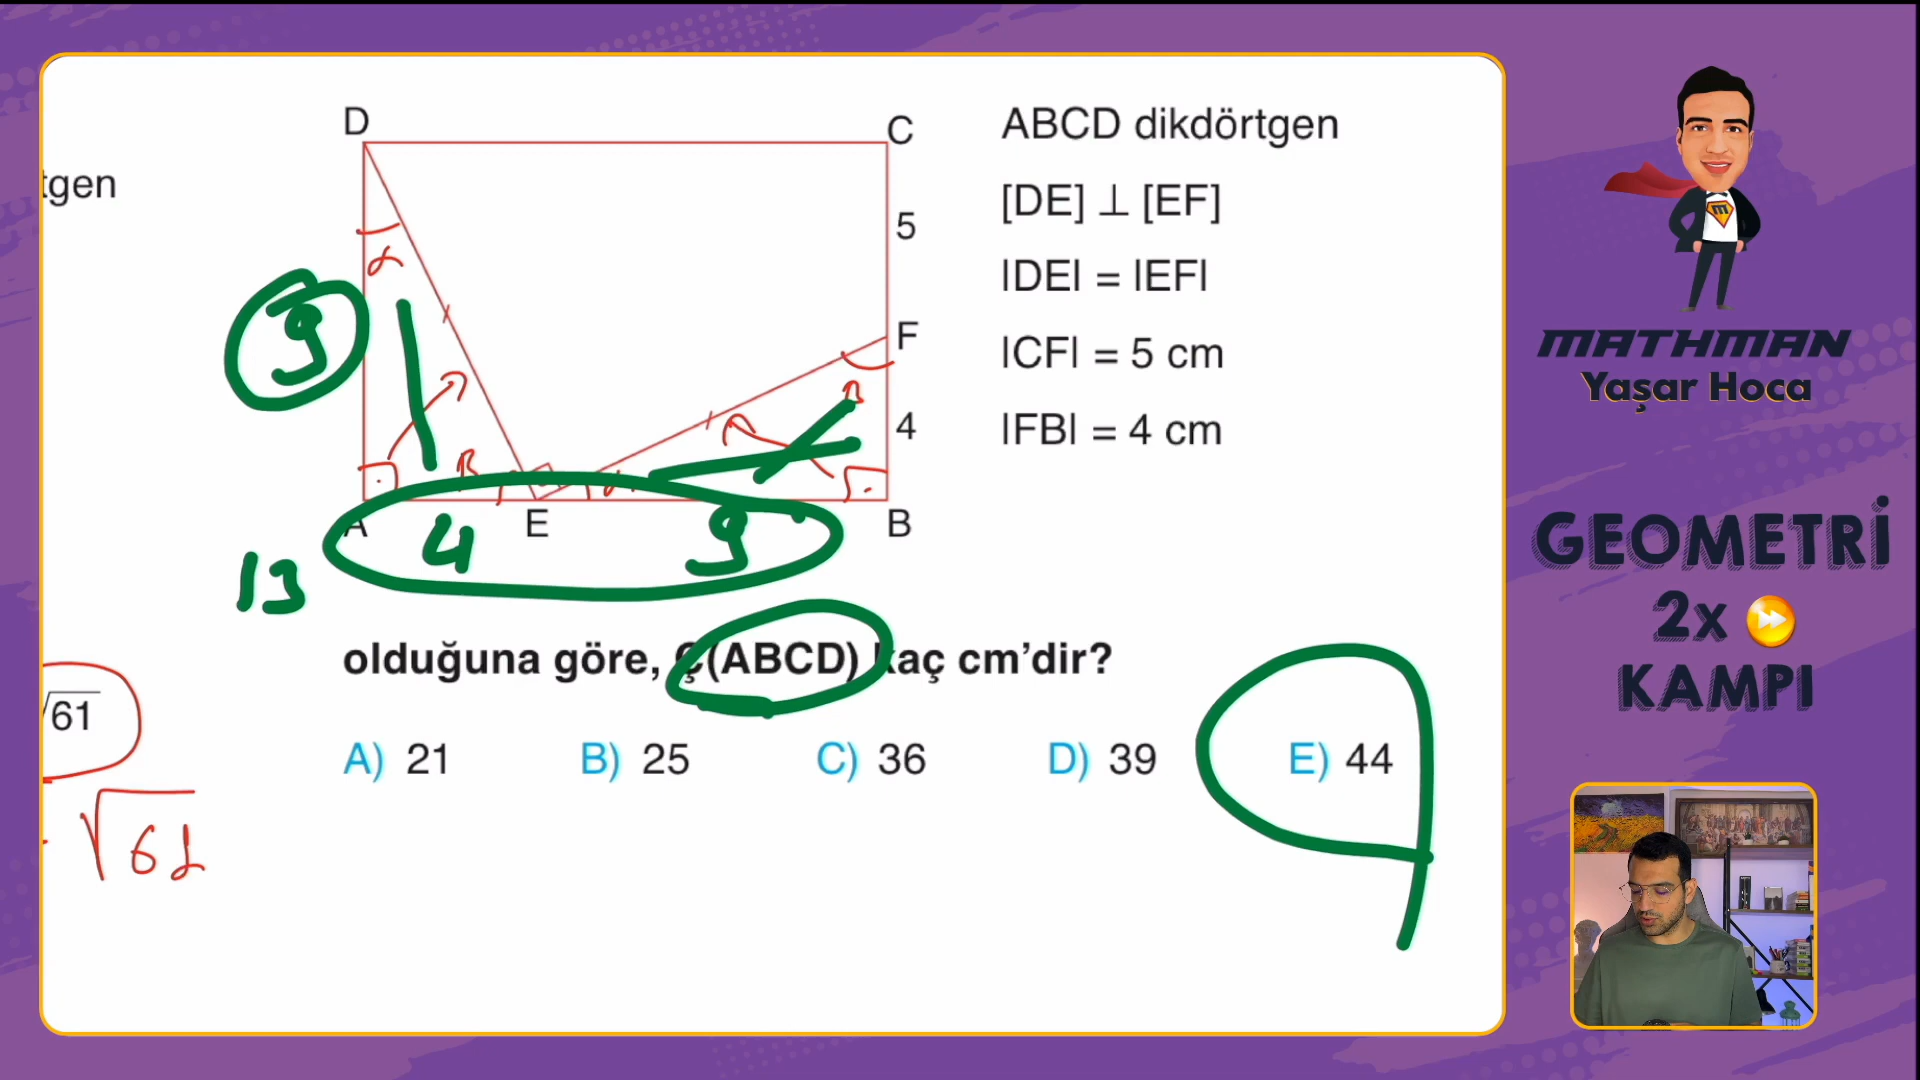 tgen
D
C
5
F
4
α
β
β
α
9
A
E
B
4
9
13
ABCD dikdörtgen
[DE] ⊥ [EF]
|DE| = |EF|
|CF| = 5 cm
|FB| = 4 cm
olduğuna göre, Ç(ABCD) kaç cm'dir?
A) 21
B) 25
C) 36
D) 39
E) 44
√61
√61
MATHMAN
Yaşar Hoca
GEOMETRİ
2x
KAMPI